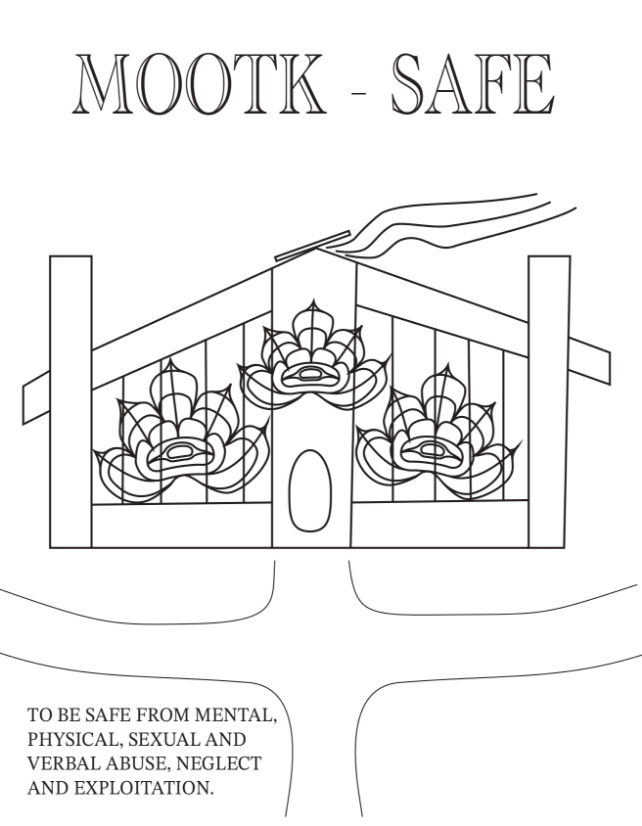 MOOTK - SAFE
TO BE SAFE FROM MENTAL,
PHYSICAL, SEXUAL AND
VERBAL ABUSE, NEGLECT
AND EXPLOITATION.